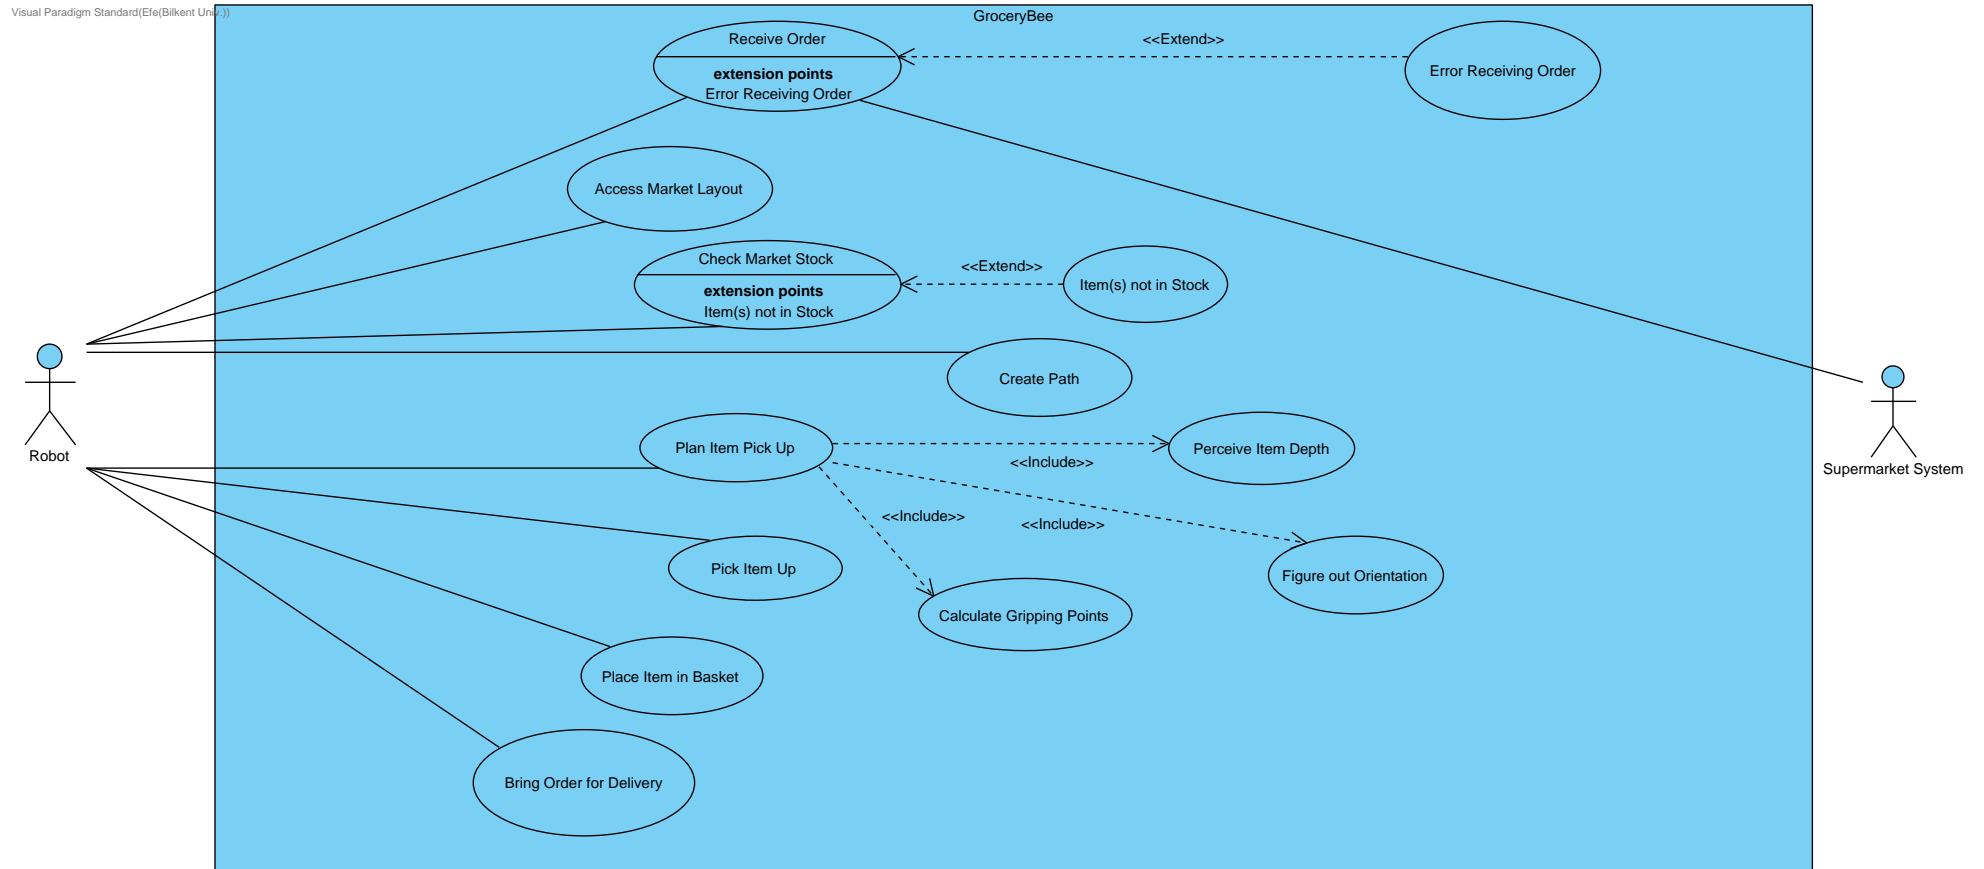 Visual Paradigm Standard(Efe(Bilkent Univ.))
GroceryBee
Receive Order
extension points
Error Receiving Order
<<Extend>>
Error Receiving Order
Access Market Layout
Check Market Stock
extension points
Item(s) not in Stock
<<Extend>>
Item(s) not in Stock
Create Path
Robot
Supermarket System
Plan Item Pick Up
<<Include>>
Perceive Item Depth
<<Include>>
<<Include>>
Pick Item Up
Figure out Orientation
Calculate Gripping Points
Place Item in Basket
Bring Order for Delivery